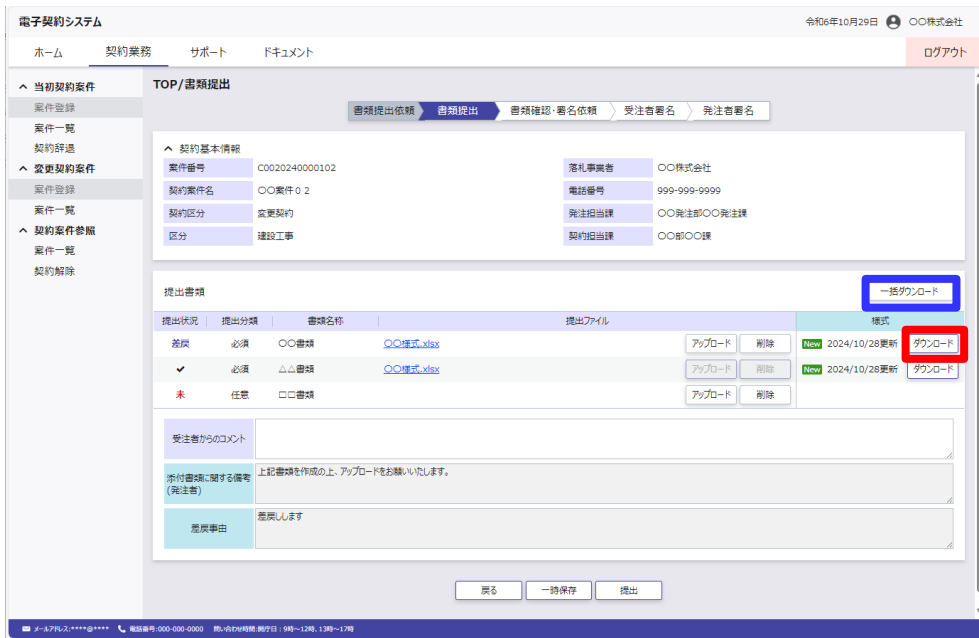 電子契約システム 令和6年10月29日 〇〇株式会社
ホーム 契約業務 サポート ドキュメント ログアウト
当初契約案件
案件登録
案件一覧
契約辞退
変更契約案件
案件登録
案件一覧
契約案件参照
案件一覧
契約解除
TOP/書類提出
書類提出依頼 書類提出 書類確認・署名依頼 受注者署名 発注者署名
契約基本情報
案件番号 C0020240000102 落札事業者 〇〇株式会社
契約案件名 〇〇案件02 電話番号 999-999-9999
契約区分 変更契約 発注担当課 〇〇発注部〇〇発注課
区分 建設工事 契約担当課 〇〇部〇〇課
提出書類 一括ダウンロード
提出状況 提出分類 書類名称 提出ファイル 様式
差戻 必須 〇〇書類 〇〇様式.xlsx アップロード 削除 New 2024/10/28更新 ダウンロード
✔ 必須 △△書類 〇〇様式.xlsx アップロード 削除 New 2024/10/28更新 ダウンロード
未 任意 □□書類 アップロード 削除
受注者からのコメント
添付書類に関する備考
(発注者)
上記書類を作成の上、アップロードをお願いいたします。
差戻事由 差戻しします
戻る 一時保存 提出
メールアドレス:****@**** 電話番号:000-000-0000 問い合わせ時間:開庁日:9時～12時、13時～17時